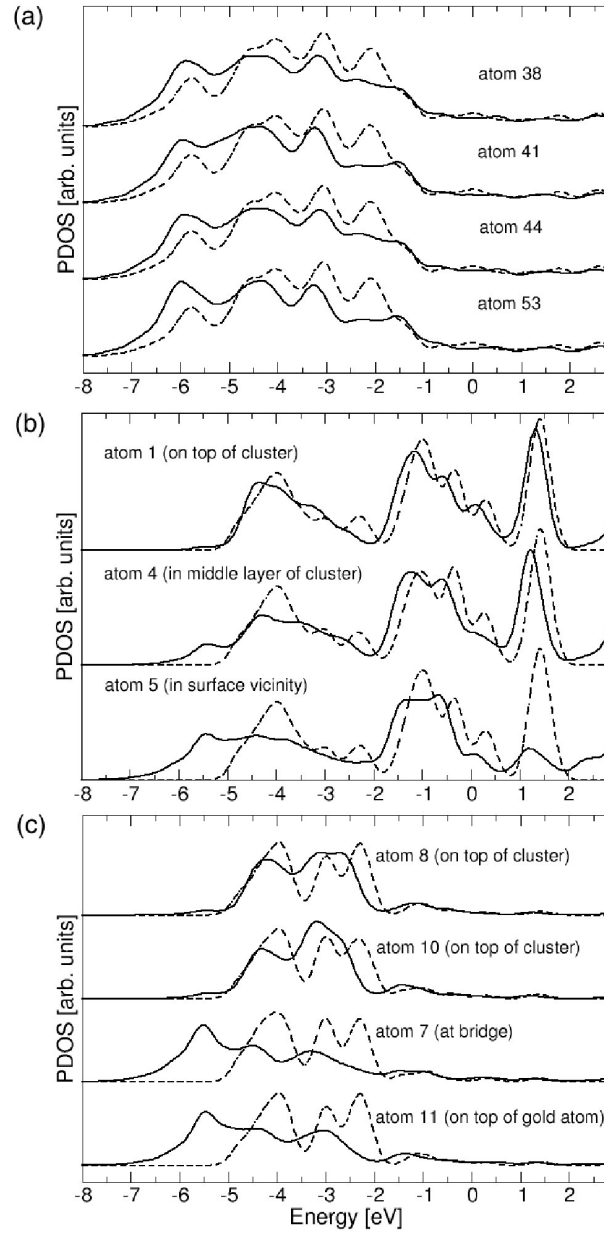 (a)
atom 38
atom 41
atom 44
atom 53
PDOS [arb. units]
-8 -7 -6 -5 -4 -3 -2 -1 0 1 2
(b)
atom 1 (on top of cluster)
atom 4 (in middle layer of cluster)
atom 5 (in surface vicinity)
PDOS [arb. units]
-8 -7 -6 -5 -4 -3 -2 -1 0 1 2
(c)
atom 8 (on top of cluster)
atom 10 (on top of cluster)
atom 7 (at bridge)
atom 11 (on top of gold atom)
PDOS [arb. units]
-8 -7 -6 -5 -4 -3 -2 -1 0 1 2
Energy [eV]